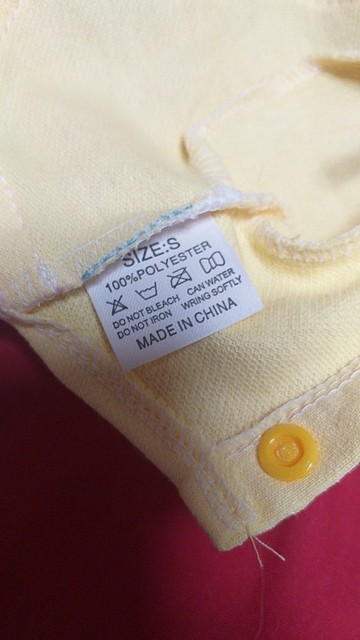 SIZE:S
100%POLYESTER
DO NOT BLEACH CAN WATER
DO NOT IRON WRING SOFTLY
MADE IN CHINA